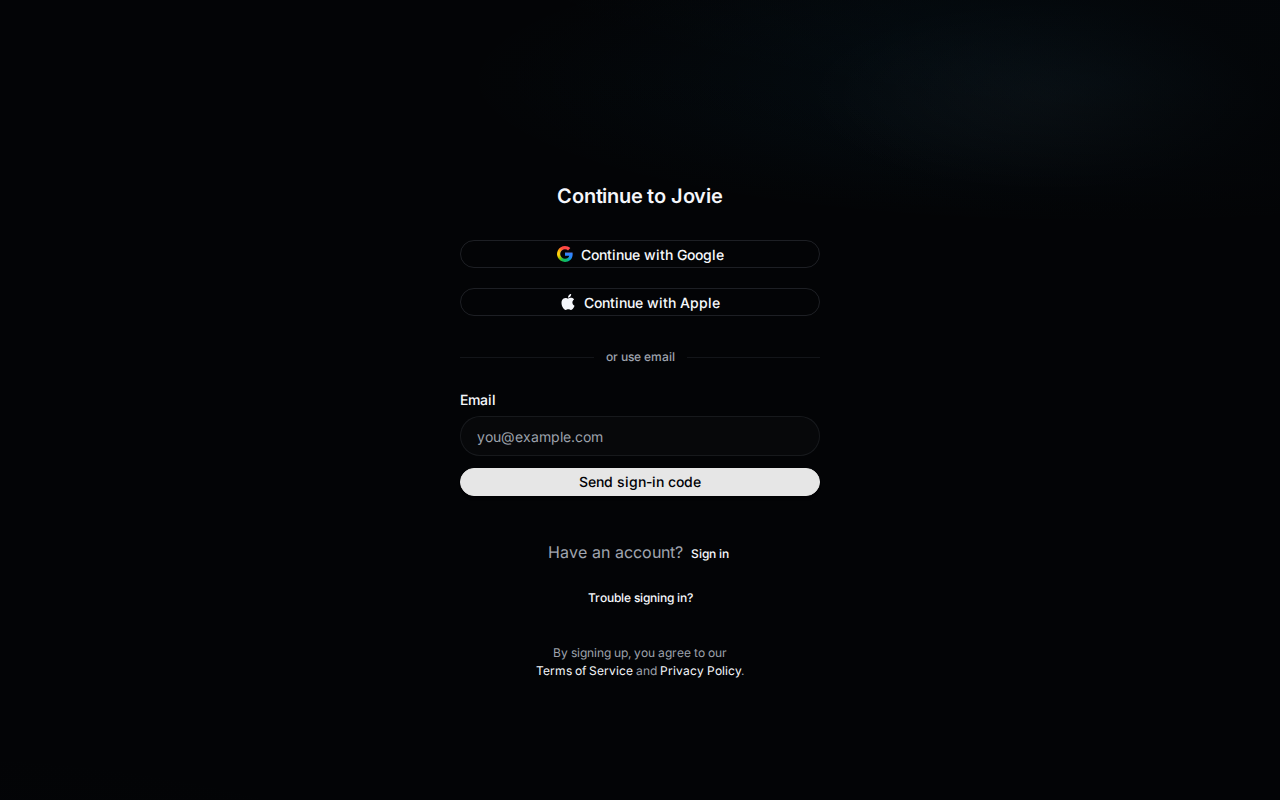 Continue to Jovie
Continue with Google
Continue with Apple
or use email
Email
you@example.com
Send sign-in code
Have an account? Sign in
Trouble signing in?
By signing up, you agree to our
Terms of Service and Privacy Policy.